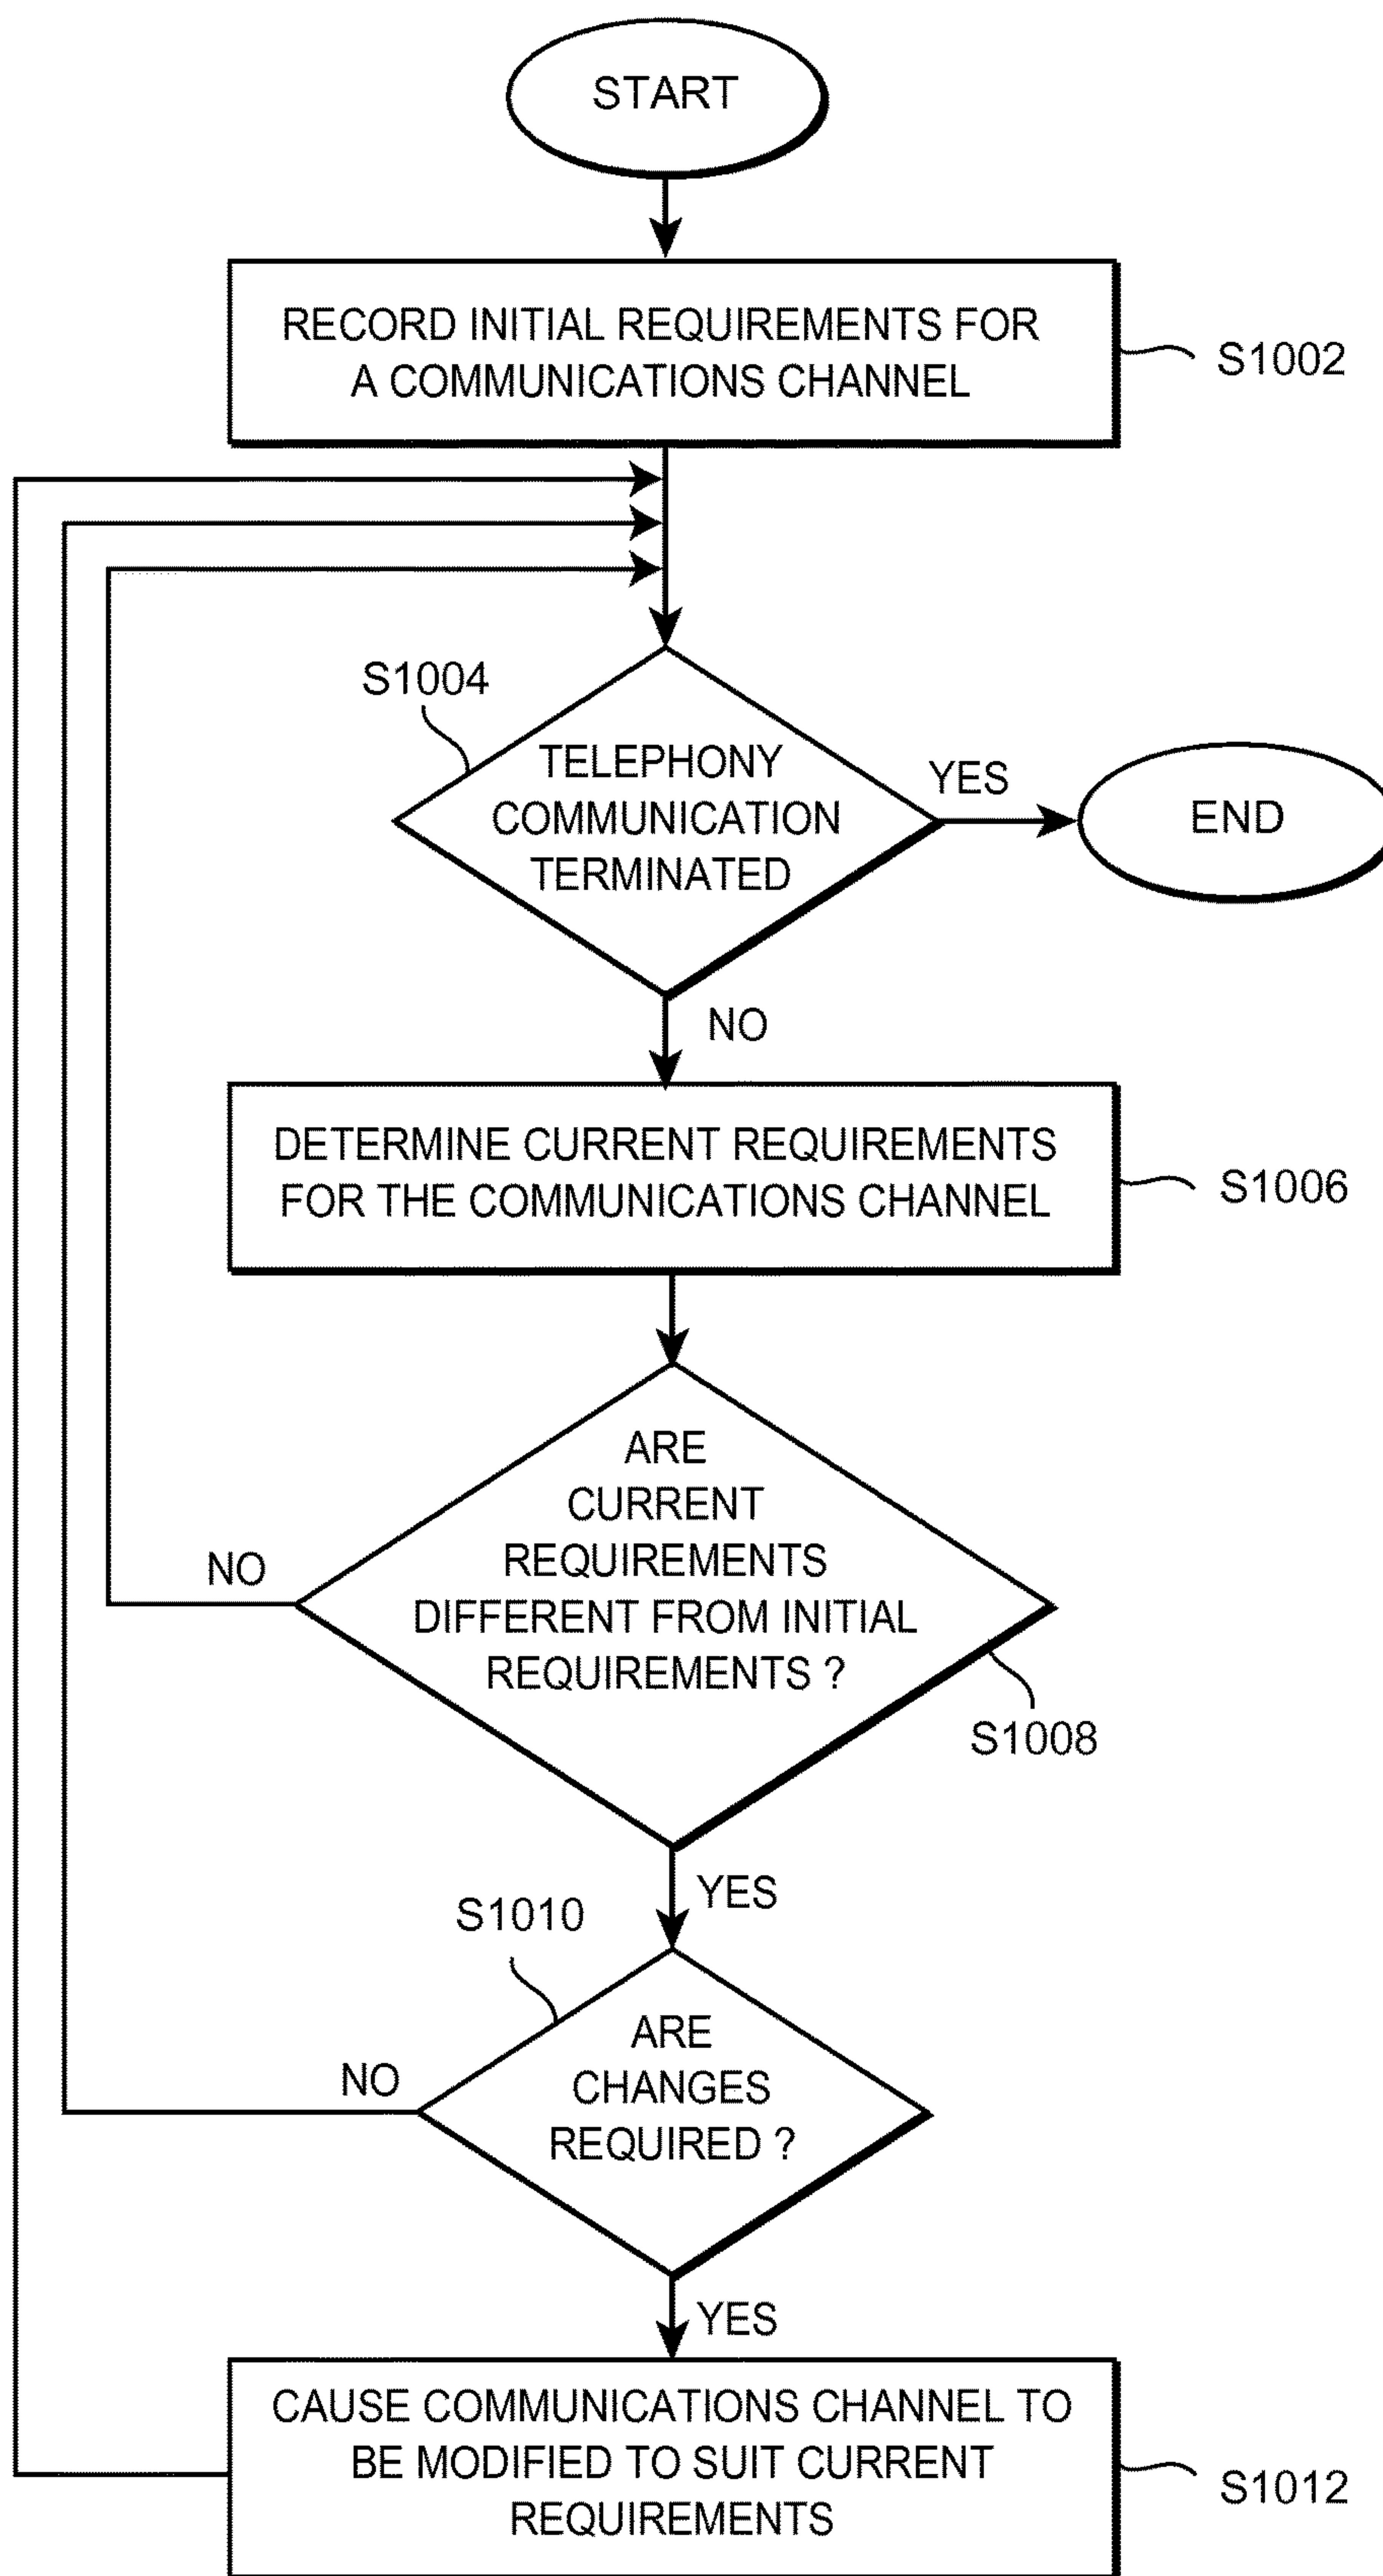 START
RECORD INITIAL REQUIREMENTS FOR
A COMMUNICATIONS CHANNEL
S1002
S1004
TELEPHONY
COMMUNICATION
TERMINATED
YES
END
NO
DETERMINE CURRENT REQUIREMENTS
FOR THE COMMUNICATIONS CHANNEL
S1006
ARE
CURRENT
REQUIREMENTS
DIFFERENT FROM INITIAL
REQUIREMENTS ?
NO
S1008
YES
S1010
ARE
CHANGES
REQUIRED ?
NO
YES
CAUSE COMMUNICATIONS CHANNEL TO
BE MODIFIED TO SUIT CURRENT
REQUIREMENTS
S1012